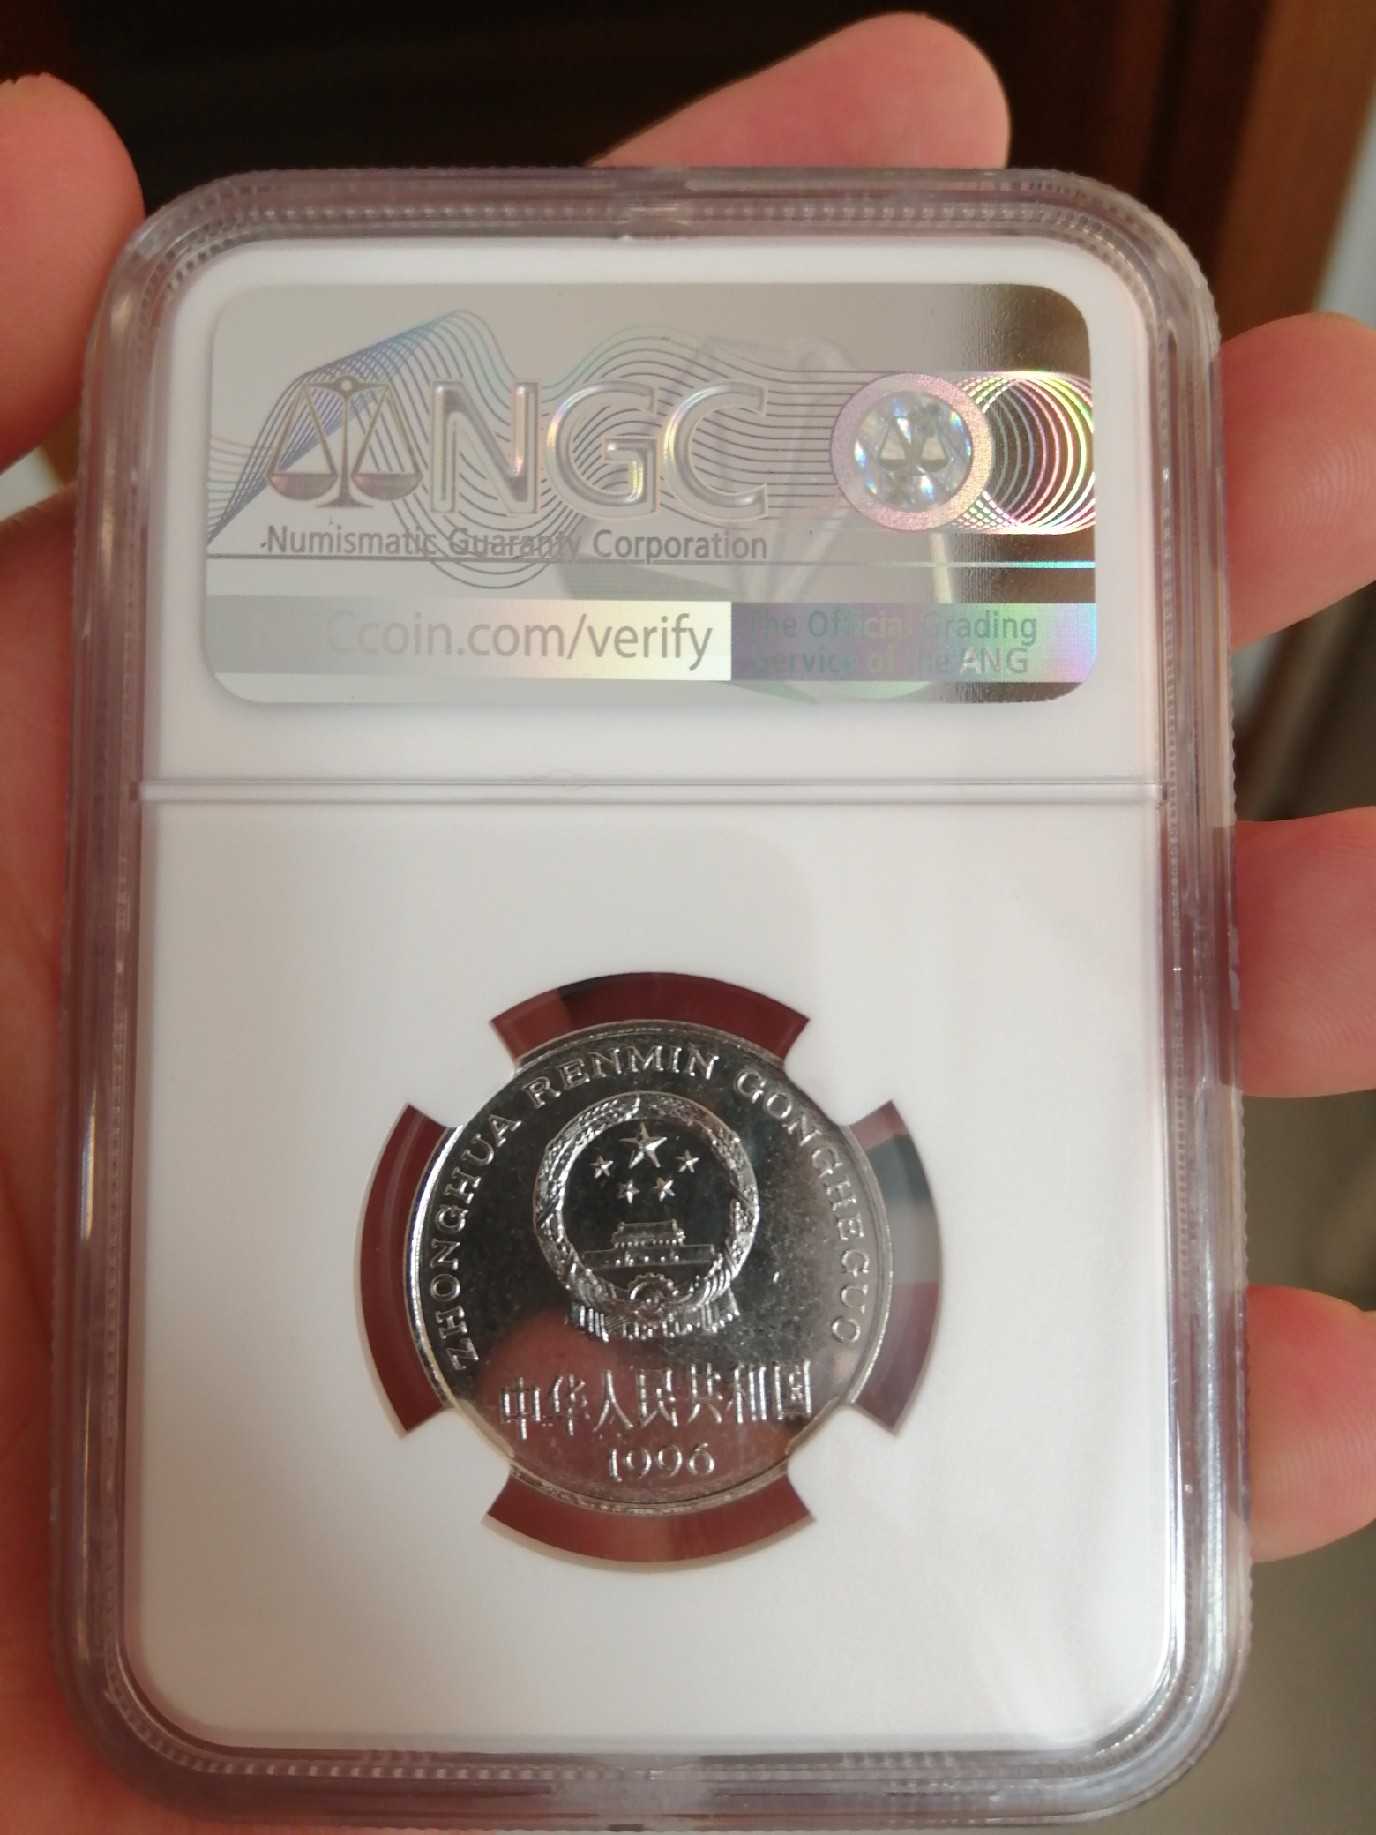 NGC
Numismatic Guaranty Corporation
Ccoin.com/verify
The Official Grading
Service of the ANG
ZHONGHUA RENMIN GONGHEGUO
中华人民共和国
1996